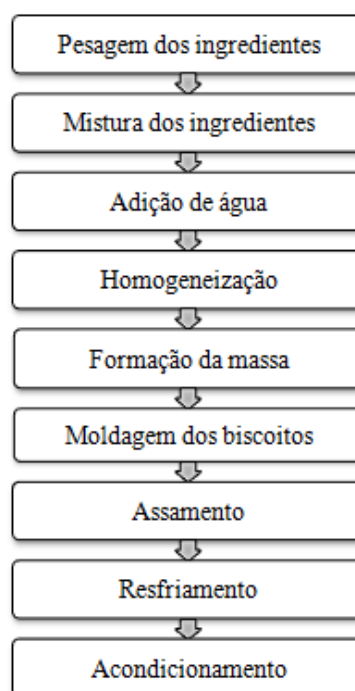 Pesagem dos ingredientes
Mistura dos ingredientes
Adição de água
Homogeneização
Formação da massa
Moldagem dos biscoitos
Assamento
Resfriamento
Acondicionamento